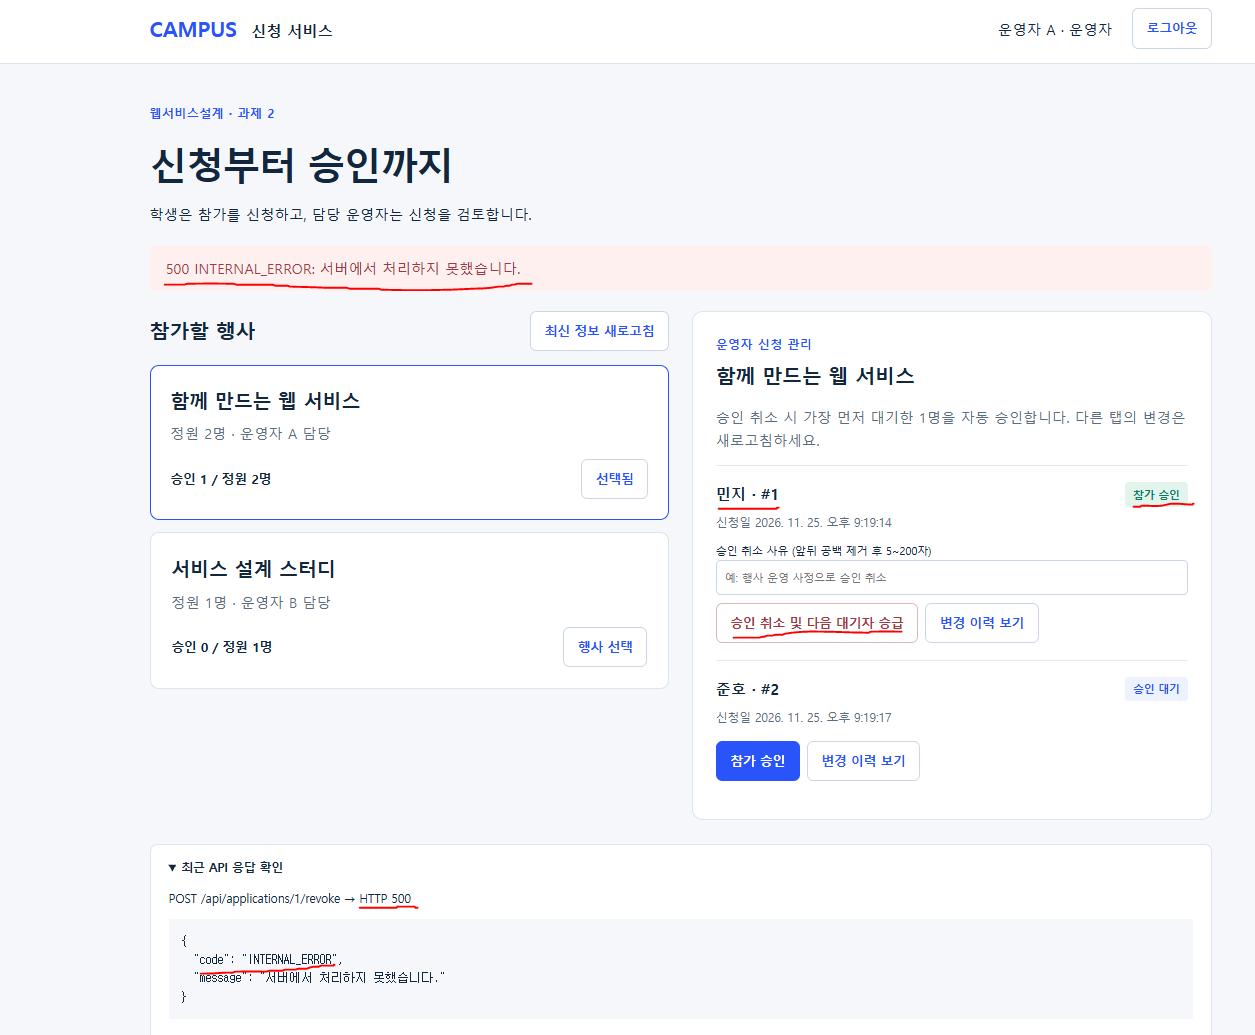 CAMPUS 신청 서비스
운영자 A · 운영자
로그아웃
웹서비스설계 · 과제 2
신청부터 승인까지
학생은 참가를 신청하고, 담당 운영자는 신청을 검토합니다.
500 INTERNAL_ERROR: 서버에서 처리하지 못했습니다.
참가할 행사
최신 정보 새로고침
함께 만드는 웹 서비스
정원 2명 · 운영자 A 담당
승인 1 / 정원 2명
선택됨
서비스 설계 스터디
정원 1명 · 운영자 B 담당
승인 0 / 정원 1명
행사 선택
운영자 신청 관리
함께 만드는 웹 서비스
승인 취소 시 가장 먼저 대기한 1명을 자동 승인합니다. 다른 탭의 변경은
새로고침하세요.
민지 · #1
참가 승인
신청일 2026. 11. 25. 오후 9:19:14
승인 취소 사유 (앞뒤 공백 제거 후 5~200자)
예: 행사 운영 사정으로 승인 취소
승인 취소 및 다음 대기자 승급
변경 이력 보기
준호 · #2
승인 대기
신청일 2026. 11. 25. 오후 9:19:17
참가 승인
변경 이력 보기
▼ 최근 API 응답 확인
POST /api/applications/1/revoke → HTTP 500
{
"code": "INTERNAL_ERROR",
"message": "서버에서 처리하지 못했습니다."
}